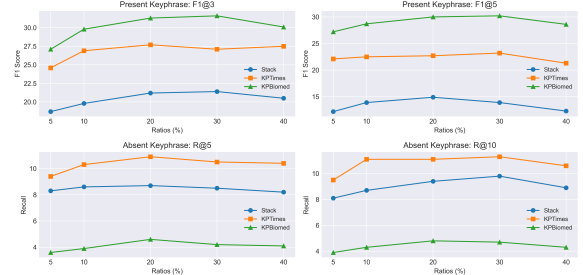 Present Keyphrase: F1@3
F1 Score
30.0
27.5
25.0
22.5
20.0
Stack
KPTimes
KPBiomed
5 10 20 30 40
Ratios (%)
Present Keyphrase: F1@5
F1 Score
30
25
20
15
Stack
KPTimes
KPBiomed
5 10 20 30 40
Ratios (%)
Absent Keyphrase: R@5
Recall
10
8
6
4
Stack
KPTimes
KPBiomed
5 10 20 30 40
Ratios (%)
Absent Keyphrase: R@10
Recall
10
8
6
4
Stack
KPTimes
KPBiomed
5 10 20 30 40
Ratios (%)